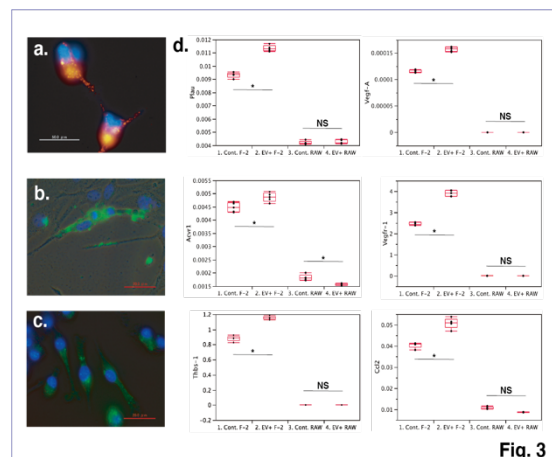 a.
d.
Plau
0.012
0.011
0.01
0.009
0.008
0.007
0.006
0.005
0.004
*
NS
1. Cont. F-2 2. EV+ F-2 3. Cont. RAW 4. EV+ RAW
Vegf-A
0.00015
0.0001
0.00005
0
*
NS
1. Cont. F-2 2. EV+ F-2 3. Cont. RAW 4. EV+ RAW
b.
0.0055
0.0051
0.0045
0.004
0.0035
0.003
0.0025
0.002
0.0015
*
*
1. Cont. F-2 2. EV+ F-2 3. Cont. RAW 4. EV+ RAW
Vegfr-1
4
3
2
1
0
*
NS
1. Cont. F-2 2. EV+ F-2 3. Cont. RAW 4. EV+ RAW
c.
Thbs-1
1.2
1
0.8
0.6
0.4
0.2
0
-0.2
*
NS
1. Cont. F-2 2. EV+ F-2 3. Cont. RAW 4. EV+ RAW
Ccl2
0.05
0.04
0.03
0.02
0.01
*
NS
1. Cont. F-2 2. EV+ F-2 3. Cont. RAW 4. EV+ RAW
Fig. 3